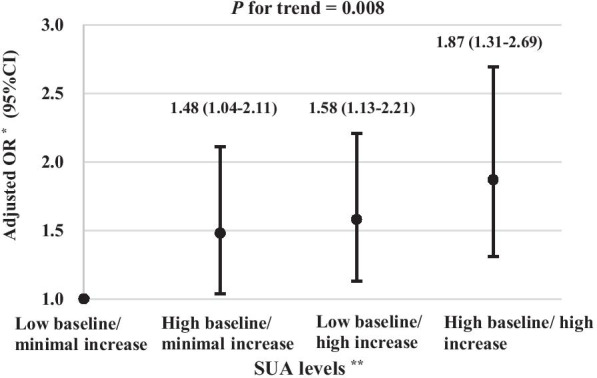 P for trend = 0.008
3.0
2.5
2.0
1.5
1.0
Adjusted OR * (95%CI)
1.48 (1.04-2.11)
1.58 (1.13-2.21)
1.87 (1.31-2.69)
Low baseline/
minimal increase
High baseline/
minimal increase
Low baseline/
high increase
High baseline/ high
increase
SUA levels **